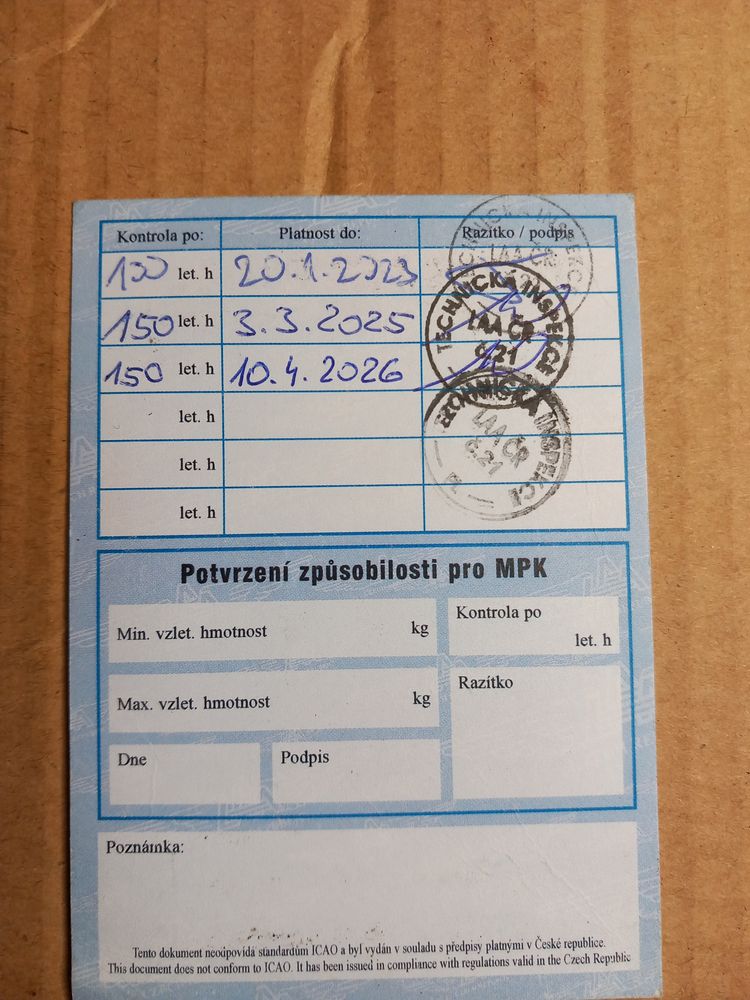 Kontrola po: Platnost do: Razítko / podpis
100 let. h 20.1.2023
TECHNICKÁ INSPEKCE
LAA ČR
150 let. h 3.3.2025
TECHNICKÁ INSPEKCE
LAA ČR
č.21
150 let. h 10.4.2026
TECHNICKÁ INSPEKCE
LAA ČR
č.21
let. h
let. h
let. h
Potvrzení způsobilosti pro MPK
Min. vzlet. hmotnost kg
Kontrola po
let. h
Max. vzlet. hmotnost kg
Razítko
Dne
Podpis
Poznámka:
Tento dokument neodpovídá standardům ICAO a byl vydán v souladu s předpisy platnými v České republice.
This document does not conform to ICAO. It has been issued in compliance with regulations valid in the Czech Republic